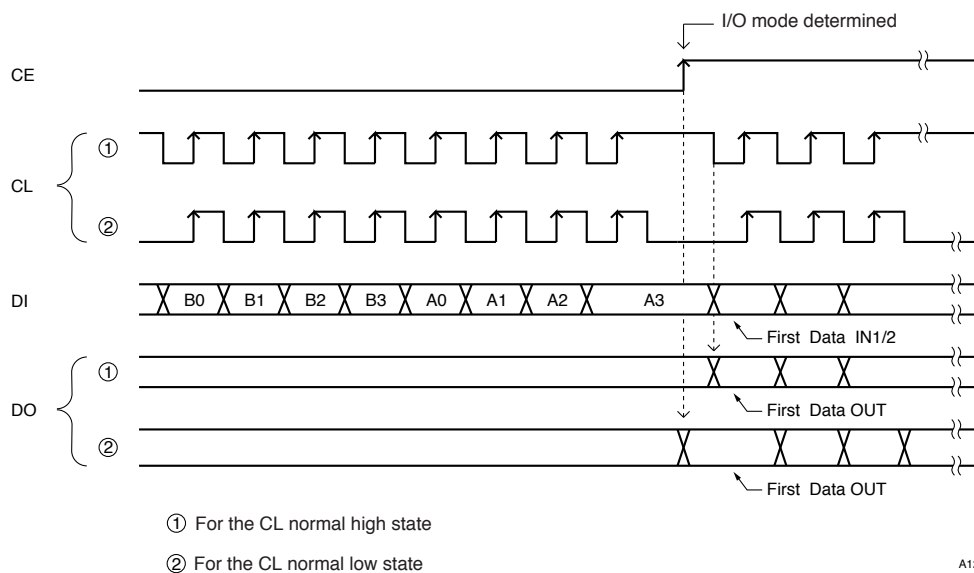 I/O mode determined
CE
①
CL
②
DI B0 B1 B2 B3 A0 A1 A2 A3
First Data IN1/2
①
DO
First Data OUT
②
First Data OUT
① For the CL normal high state
② For the CL normal low state